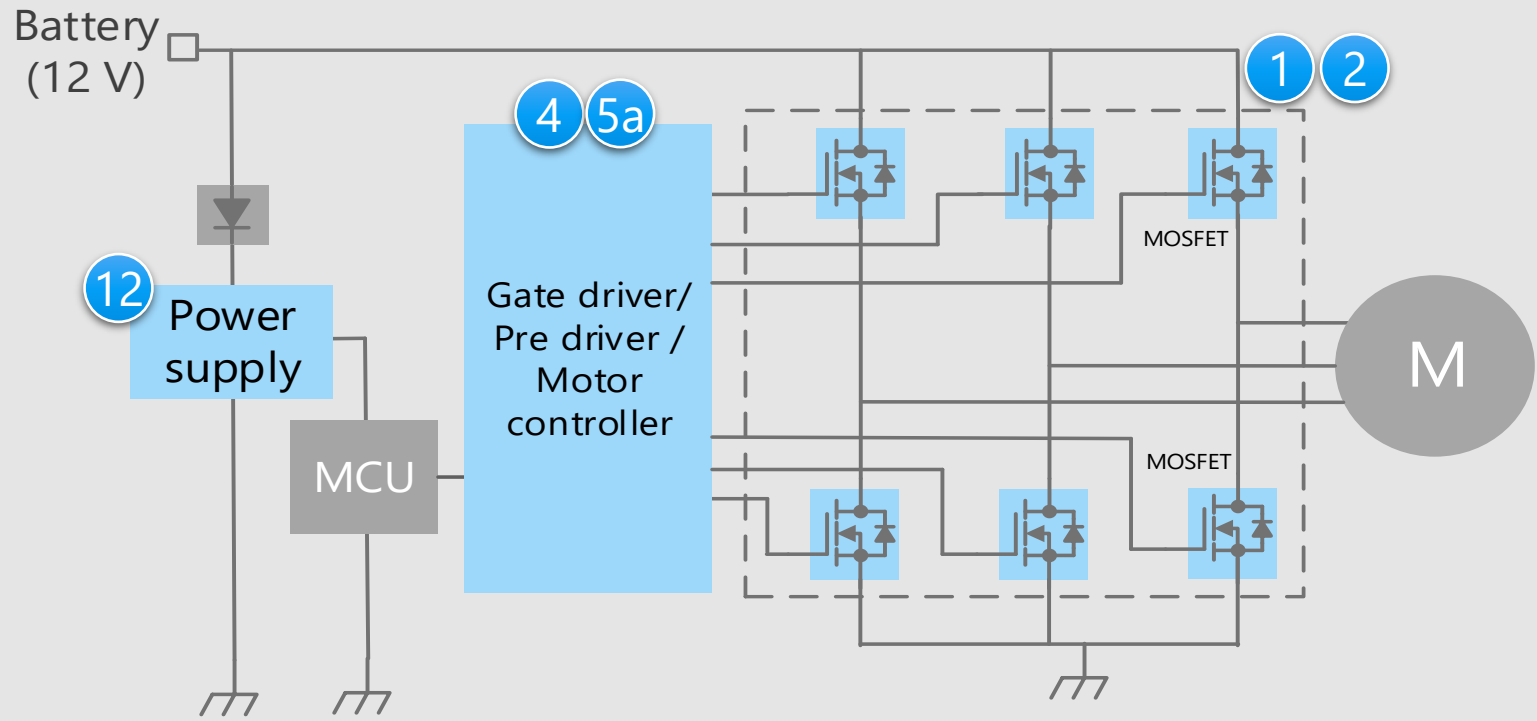 Battery
(12 V)
1 2
4 5a
MOSFET
12
Power
supply
Gate driver/
Pre driver /
Motor
controller
M
MCU
MOSFET